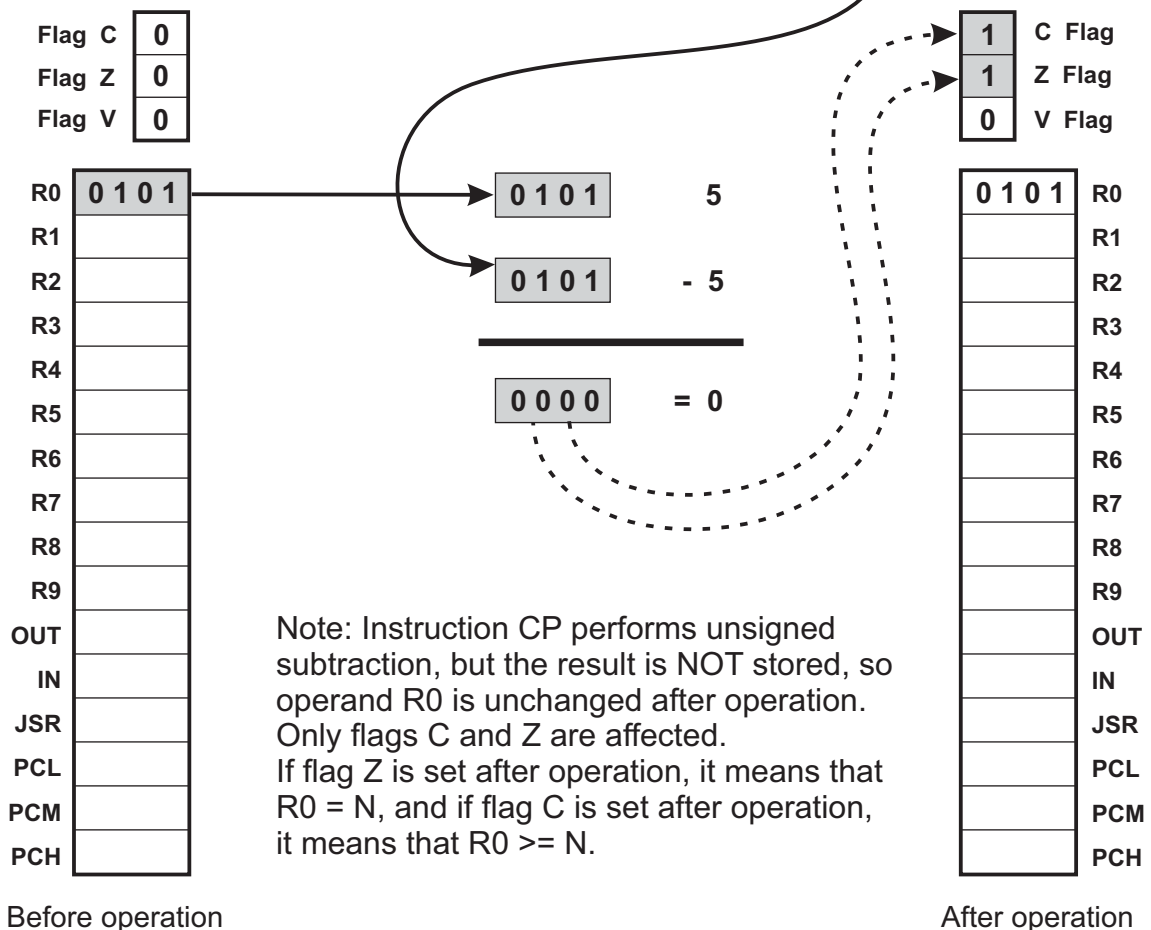 Flag C 0
Flag Z 0
Flag V 0
1 C Flag
1 Z Flag
0 V Flag
R0 0 1 0 1
R1
R2
R3
R4
R5
R6
R7
R8
R9
OUT
IN
JSR
PCL
PCM
PCH
0 1 0 1 5
0 1 0 1 - 5
0 0 0 0 = 0
Note: Instruction CP performs unsigned
subtraction, but the result is NOT stored, so
operand R0 is unchanged after operation.
Only flags C and Z are affected.
If flag Z is set after operation, it means that
R0 = N, and if flag C is set after operation,
it means that R0 >= N.
0 1 0 1 R0
R1
R2
R3
R4
R5
R6
R7
R8
R9
OUT
IN
JSR
PCL
PCM
PCH
Before operation
After operation